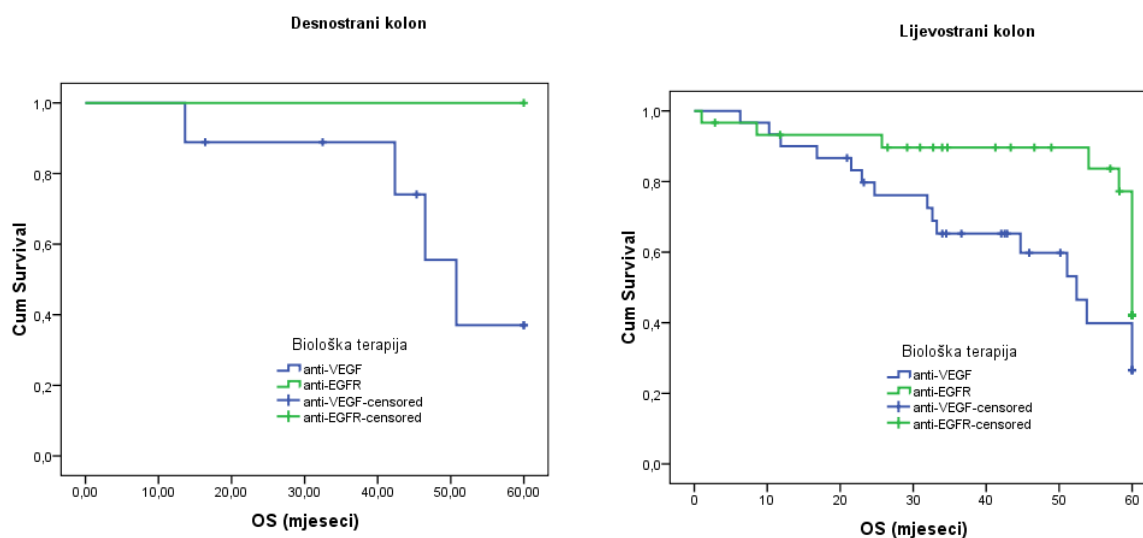 Desnostrani kolon
Cum Survival
1,0
0,8
0,6
0,4
0,2
0,0
Biološka terapija
anti-VEGF
anti-EGFR
anti-VEGF-censored
anti-EGFR-censored
0,00 10,00 20,00 30,00 40,00 50,00 60,00
OS (mjeseci)
Lijevostrani kolon
Cum Survival
1,0
0,8
0,6
0,4
0,2
0,0
Biološka terapija
anti-VEGF
anti-EGFR
anti-VEGF-censored
anti-EGFR-censored
0 10 20 30 40 50 60
OS (mjeseci)